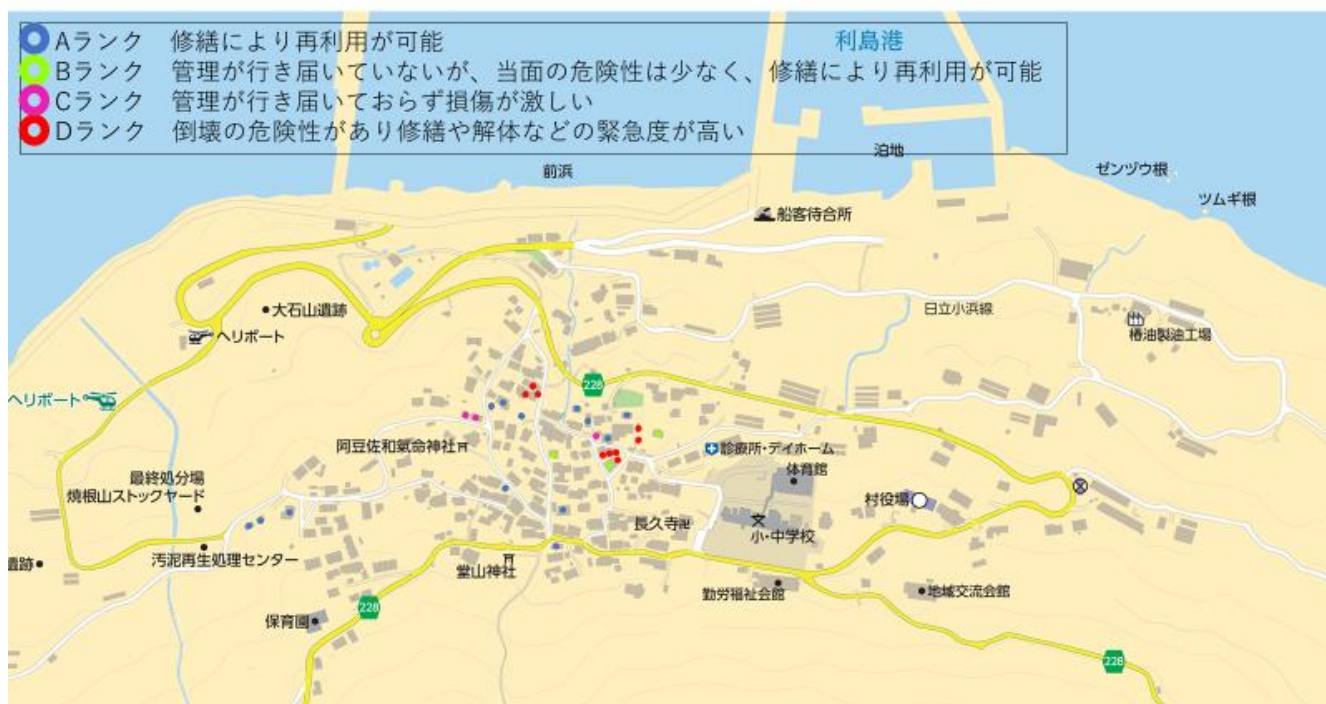 Aランク 修繕により再利用が可能
Bランク 管理が行き届いていないが、当面の危険性は少なく、修繕により再利用が可能
Cランク 管理が行き届いておらず損傷が激しい
Dランク 倒壊の危険性があり修繕や解体などの緊急度が高い
利島港
泊地
前浜
ゼンヅウ根
ツムギ根
船客待合所
大石山遺跡
日立小浜線
ヘリポート
椿油製油工場
228
ヘリポート
阿豆佐和氣命神社
診療所・デイホーム
体育館
最終処分場
焼根山ストックヤード
村役場
長久寺
小・中学校
汚泥再生処理センター
遺跡
堂山神社
勤労福祉会館
地域交流会館
228
保育園
228